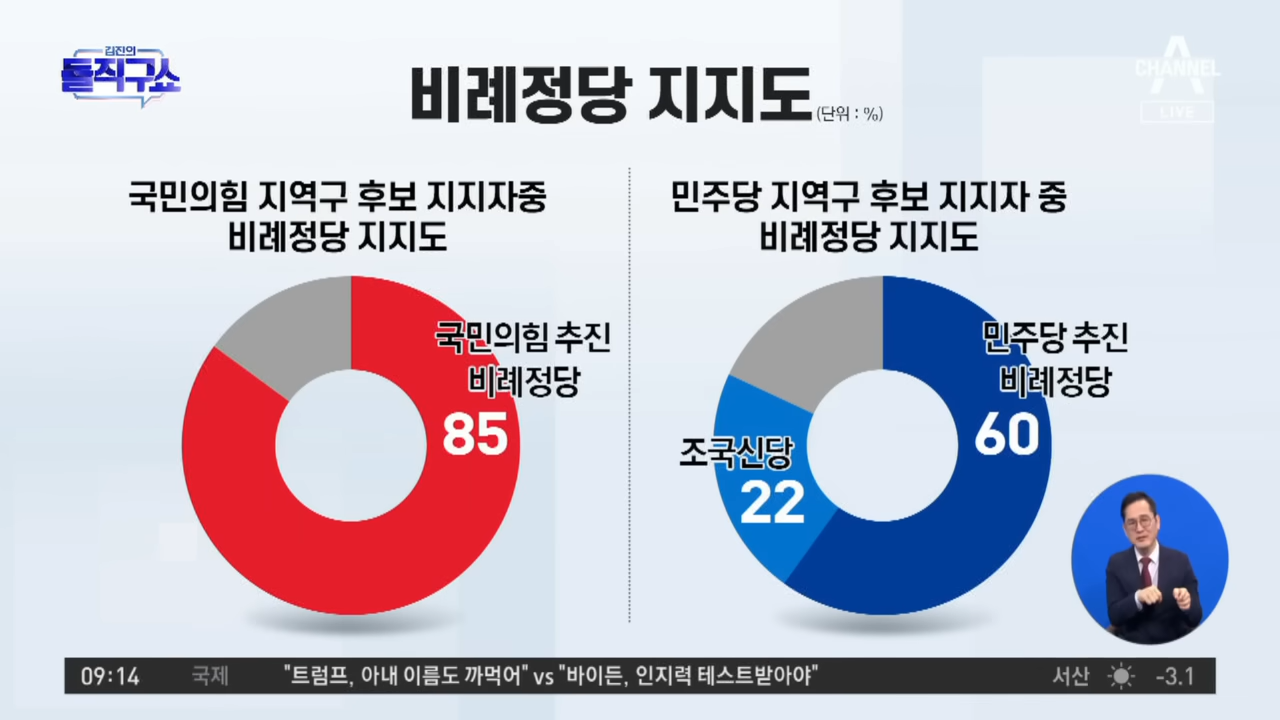 김진의
돌직구쇼
비례정당 지지도 (단위 : %)
CHANNEL A
LIVE
국민의힘 지역구 후보 지지자중
비례정당 지지도
국민의힘 추진
비례정당
85
민주당 지역구 후보 지지자 중
비례정당 지지도
민주당 추진
비례정당
60
조국신당
22
09:14 국제 "트럼프, 아내 이름도 까먹어" vs "바이든, 인지력 테스트받아야" 서산 -3.1